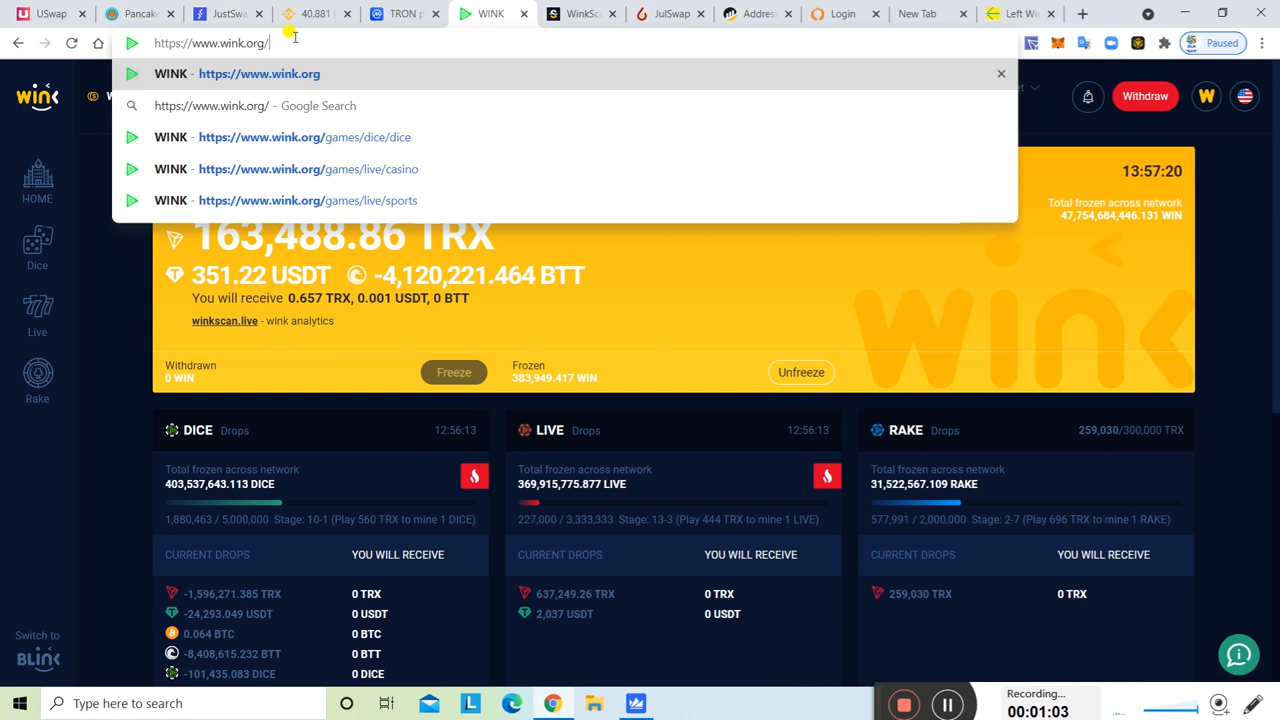 USwap
Pancake
JustSwa
40.881 |
TRON p
WINK
WinkSc
JulSwap
Addres
Login
New Tab
Left Win
https://www.wink.org/
Paused
WINK - https://www.wink.org
https://www.wink.org/ - Google Search
WINK - https://www.wink.org/games/dice/dice
WINK - https://www.wink.org/games/live/casino
WINK - https://www.wink.org/games/live/sports
wink
Withdraw
W
HOME
Dice
777
Live
Rake
Switch to
BLINK
13:57:20
Total frozen across network
47,754,684,446.131 WIN
163,488.86 TRX
351.22 USDT -4,120,221.464 BTT
You will receive 0.657 TRX, 0.001 USDT, 0 BTT
winkscan.live - wink analytics
wink
Withdrawn
0 WIN
Freeze
Frozen
383,949.417 WIN
Unfreeze
DICE Drops 12:56:13
Total frozen across network
403,537,643.113 DICE
1,880,463 / 5,000,000 Stage: 10-1 (Play 560 TRX to mine 1 DICE)
CURRENT DROPS YOU WILL RECEIVE
-1,596,271.385 TRX 0 TRX
-24,293.049 USDT 0 USDT
0.064 BTC 0 BTC
-8,408,615.232 BTT 0 BTT
-101,435.083 DICE 0 DICE
LIVE Drops 12:56:13
Total frozen across network
369,915,775.877 LIVE
227,000 / 3,333,333 Stage: 13-3 (Play 444 TRX to mine 1 LIVE)
CURRENT DROPS YOU WILL RECEIVE
637,249.26 TRX 0 TRX
2,037 USDT 0 USDT
RAKE Drops 259,030/300,000 TRX
Total frozen across network
31,522,567.109 RAKE
577,991 / 2,000,000 Stage: 2-7 (Play 696 TRX to mine 1 RAKE)
CURRENT DROPS YOU WILL RECEIVE
259,030 TRX 0 TRX
Type here to search
L
Recording...
00:01:03